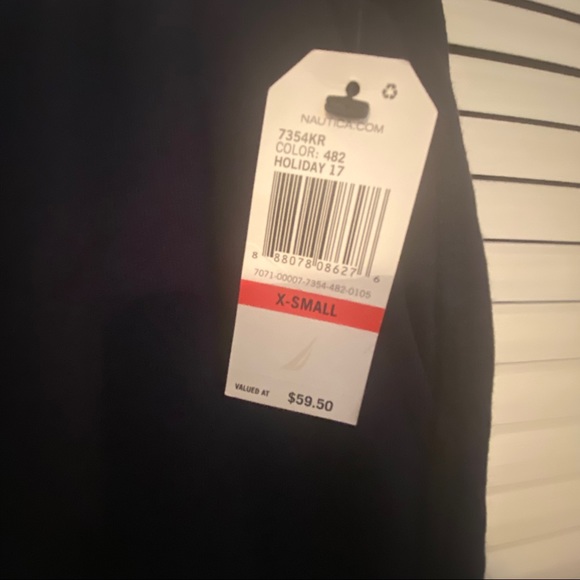 NAUTICA.COM
7354KR
COLOR: 482
HOLIDAY 17
8 88078 08627 6
7071-00007-7354-482-0105
X-SMALL
VALUED AT $59.50